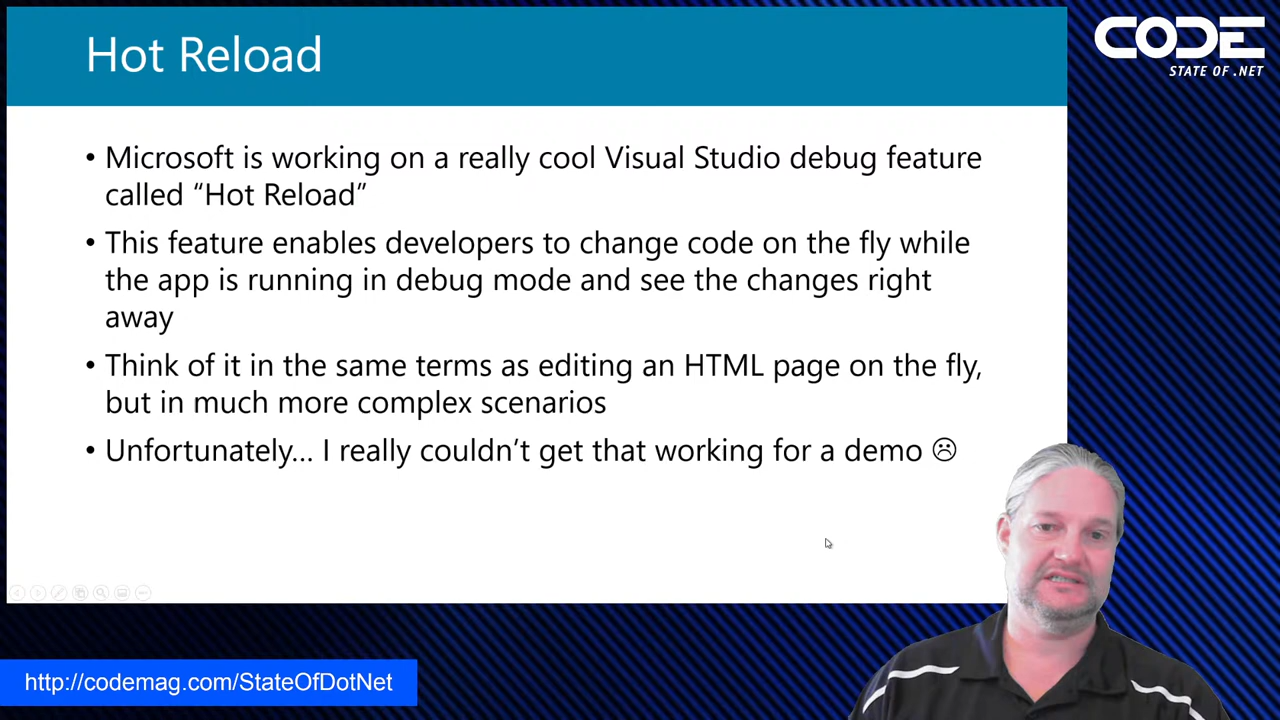 Hot Reload
CODE
STATE OF .NET
• Microsoft is working on a really cool Visual Studio debug feature
called “Hot Reload”
• This feature enables developers to change code on the fly while
the app is running in debug mode and see the changes right
away
• Think of it in the same terms as editing an HTML page on the fly,
but in much more complex scenarios
• Unfortunately… I really couldn’t get that working for a demo ☹
http://codemag.com/StateOfDotNet